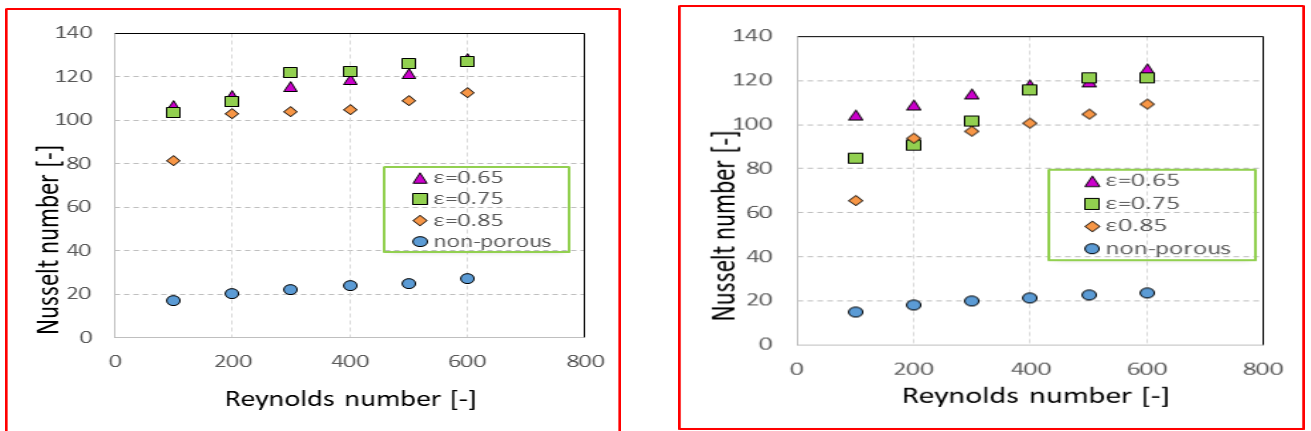 140
120
100
80
60
40
20
0
0 200 400 600 800
Nusselt number [-]
Reynolds number [-]
ε=0.65
ε=0.75
ε=0.85
non-porous
140
120
100
80
60
40
20
0
0 200 400 600 800
Nusselt number [-]
Reynolds number [-]
ε=0.65
ε=0.75
ε0.85
non-porous